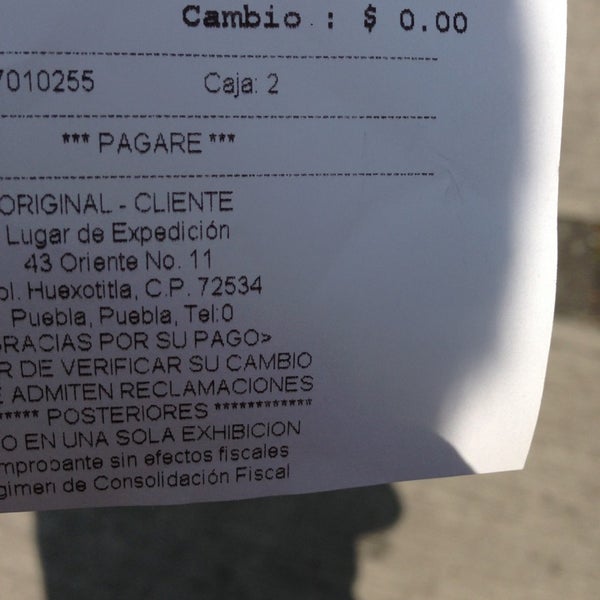 Cambio : $ 0.00
7010255 Caja: 2
*** PAGARE ***
ORIGINAL - CLIENTE
Lugar de Expedición
43 Oriente No. 11
ol. Huexotitla, C.P. 72534
Puebla, Puebla, Tel:0
GRACIAS POR SU PAGO>
R DE VERIFICAR SU CAMBIO
E ADMITEN RECLAMACIONES
***** POSTERIORES ************
O EN UNA SOLA EXHIBICION
mprobante sin efectos fiscales
gimen de Consolidación Fiscal